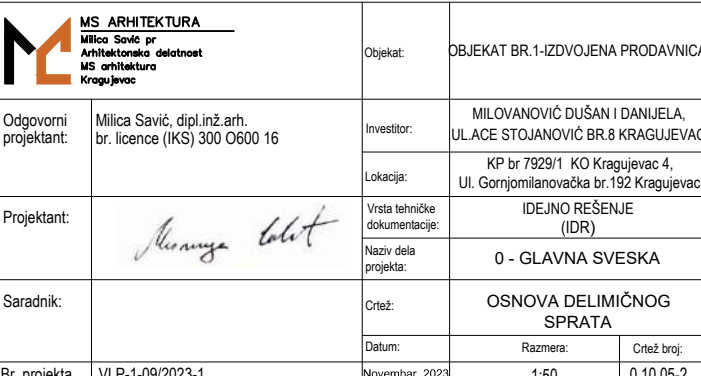 MS ARHITEKTURA
Milica Savić pr
Arhitektonska delatnost
MS arhitektura
Kragujevac
Objekat:
OBJEKAT BR.1-IZDVOJENA PRODAVNICA
Odgovorni
projektant:
Milica Savić, dipl.inž.arh.
br. licence (IKS) 300 O600 16
Investitor:
MILOVANOVIĆ DUŠAN I DANIJELA,
UL.ACE STOJANOVIĆ BR.8 KRAGUJEVAC
Lokacija:
KP br 7929/1 KO Kragujevac 4,
Ul. Gornjomilanovačka br.192 Kragujevac
Projektant:
Vrsta tehničke
dokumentacije:
IDEJNO REŠENJE
(IDR)
Naziv dela
projekta:
0 - GLAVNA SVESKA
Saradnik:
Crtež:
OSNOVA DELIMIČNOG
SPRATA
Datum:
Razmera:
Crtež broj:
Br. projekta
VLP-1-09/2023-1
Novembar, 2023
1:50
0.10.05-2